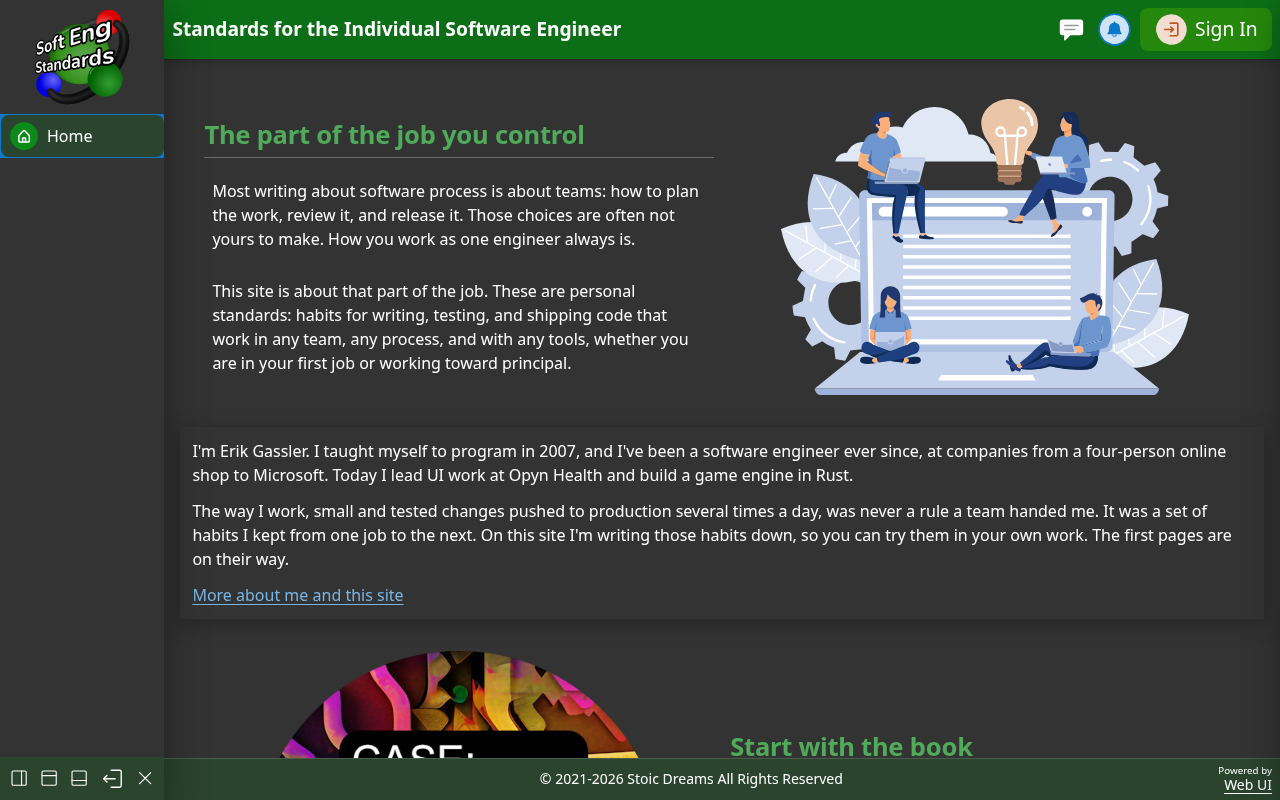 Soft Eng
Standards
Standards for the Individual Software Engineer
Sign In
Home
The part of the job you control
Most writing about software process is about teams: how to plan
the work, review it, and release it. Those choices are often not
yours to make. How you work as one engineer always is.
This site is about that part of the job. These are personal
standards: habits for writing, testing, and shipping code that
work in any team, any process, and with any tools, whether you
are in your first job or working toward principal.
I'm Erik Gassler. I taught myself to program in 2007, and I've been a software engineer ever since, at companies from a four-person online
shop to Microsoft. Today I lead UI work at Opyn Health and build a game engine in Rust.
The way I work, small and tested changes pushed to production several times a day, was never a rule a team handed me. It was a set of
habits I kept from one job to the next. On this site I'm writing those habits down, so you can try them in your own work. The first pages are
on their way.
More about me and this site
CASE:
Start with the book
© 2021-2026 Stoic Dreams All Rights Reserved
Powered by
Web UI